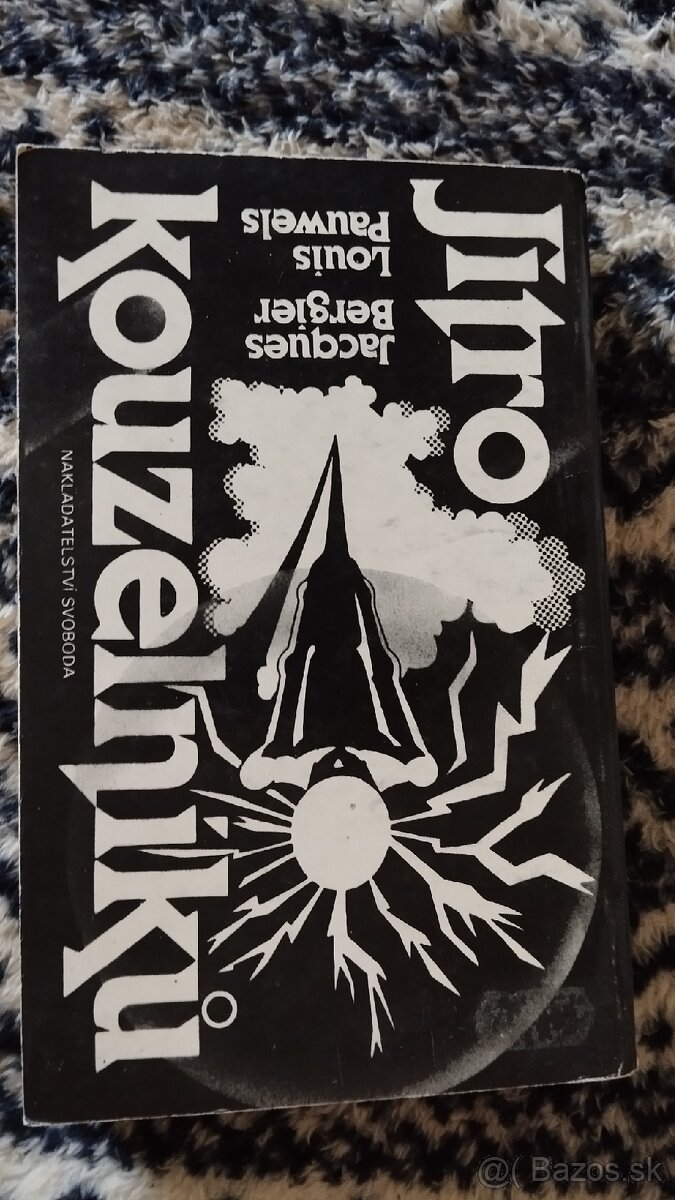 Jitro
Kouzelníků
Louis
Pauwels
Jacques
Bergier
NAKLADATELSTVÍ SVOBODA
@( Bazos.sk